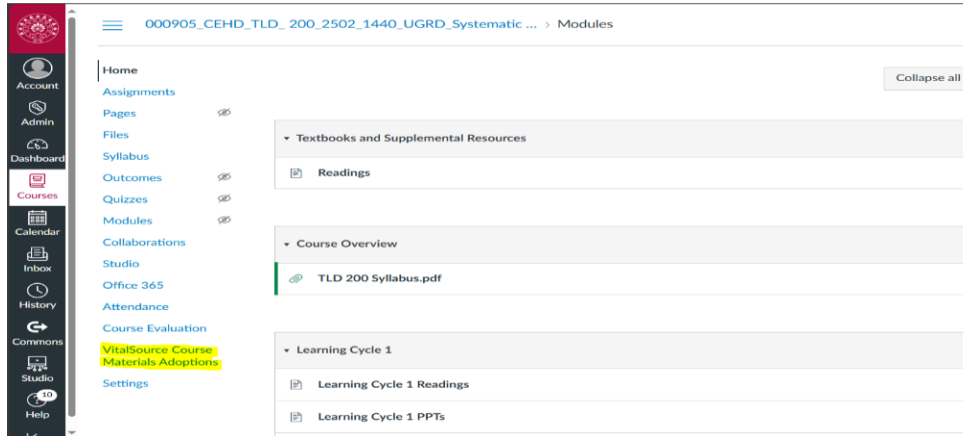 000905_CEHD_TLD_ 200_2502_1440_UGRD_Systematic ... › Modules
Account
Admin
Dashboard
Courses
Calendar
Inbox
History
Commons
Studio
10
Help
Home
Assignments
Pages
Files
Syllabus
Outcomes
Quizzes
Modules
Collaborations
Studio
Office 365
Attendance
Course Evaluation
VitalSource Course
Materials Adoptions
Settings
Collapse all
Textbooks and Supplemental Resources
Readings
Course Overview
TLD 200 Syllabus.pdf
Learning Cycle 1
Learning Cycle 1 Readings
Learning Cycle 1 PPTs